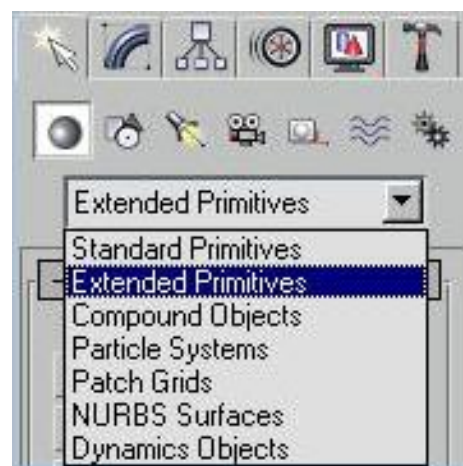 Extended Primitives
Standard Primitives
Extended Primitives
Compound Objects
Particle Systems
Patch Grids
NURBS Surfaces
Dynamics Objects